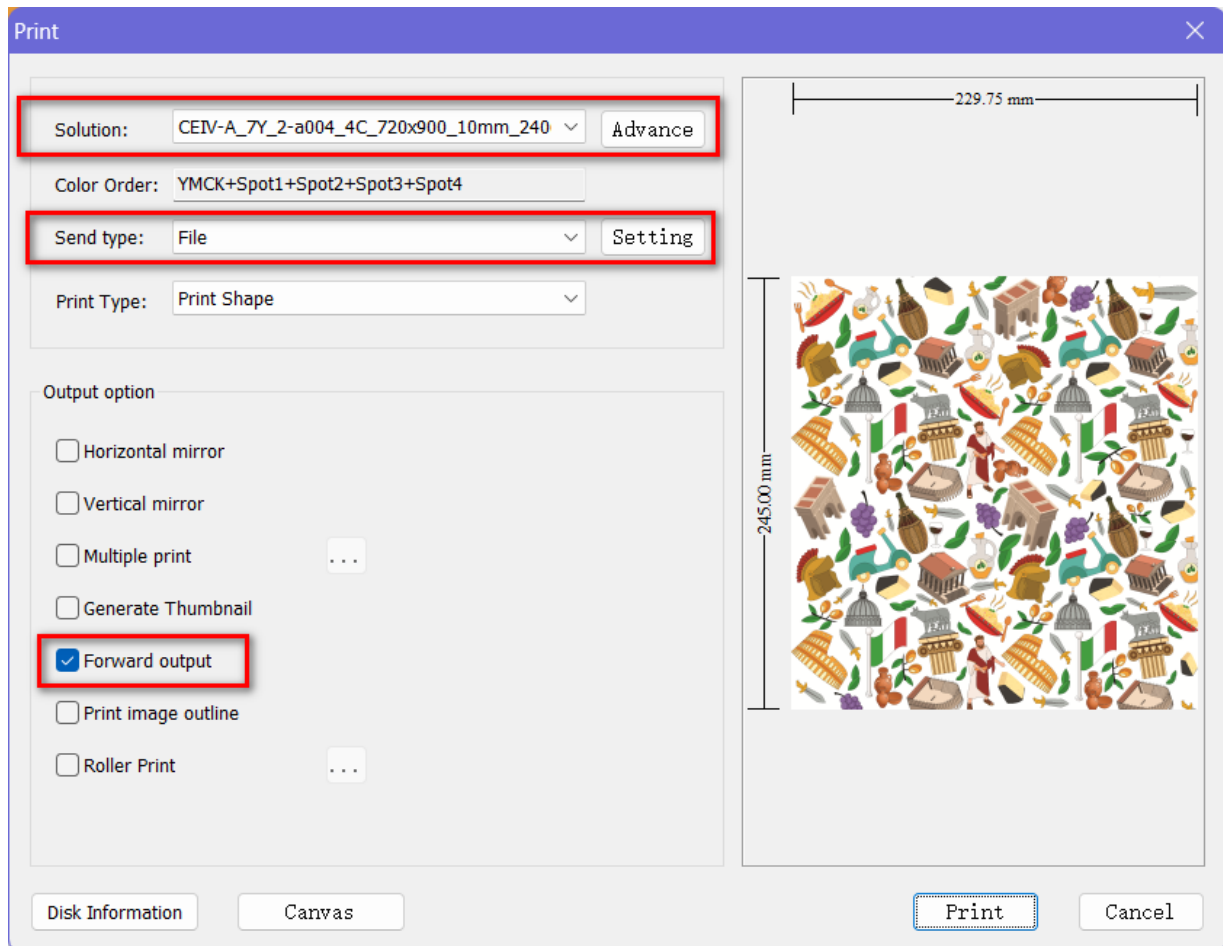 Print
Solution: CEIV-A_7Y_2-a004_4C_720x900_10mm_240 Advance
Color Order: YMCK+Spot1+Spot2+Spot3+Spot4
Send type: File Setting
Print Type: Print Shape
Output option
Horizontal mirror
Vertical mirror
Multiple print ...
Generate Thumbnail
Forward output
Print image outline
Roller Print ...
229.75 mm
245.00 mm
Disk Information Canvas Print Cancel